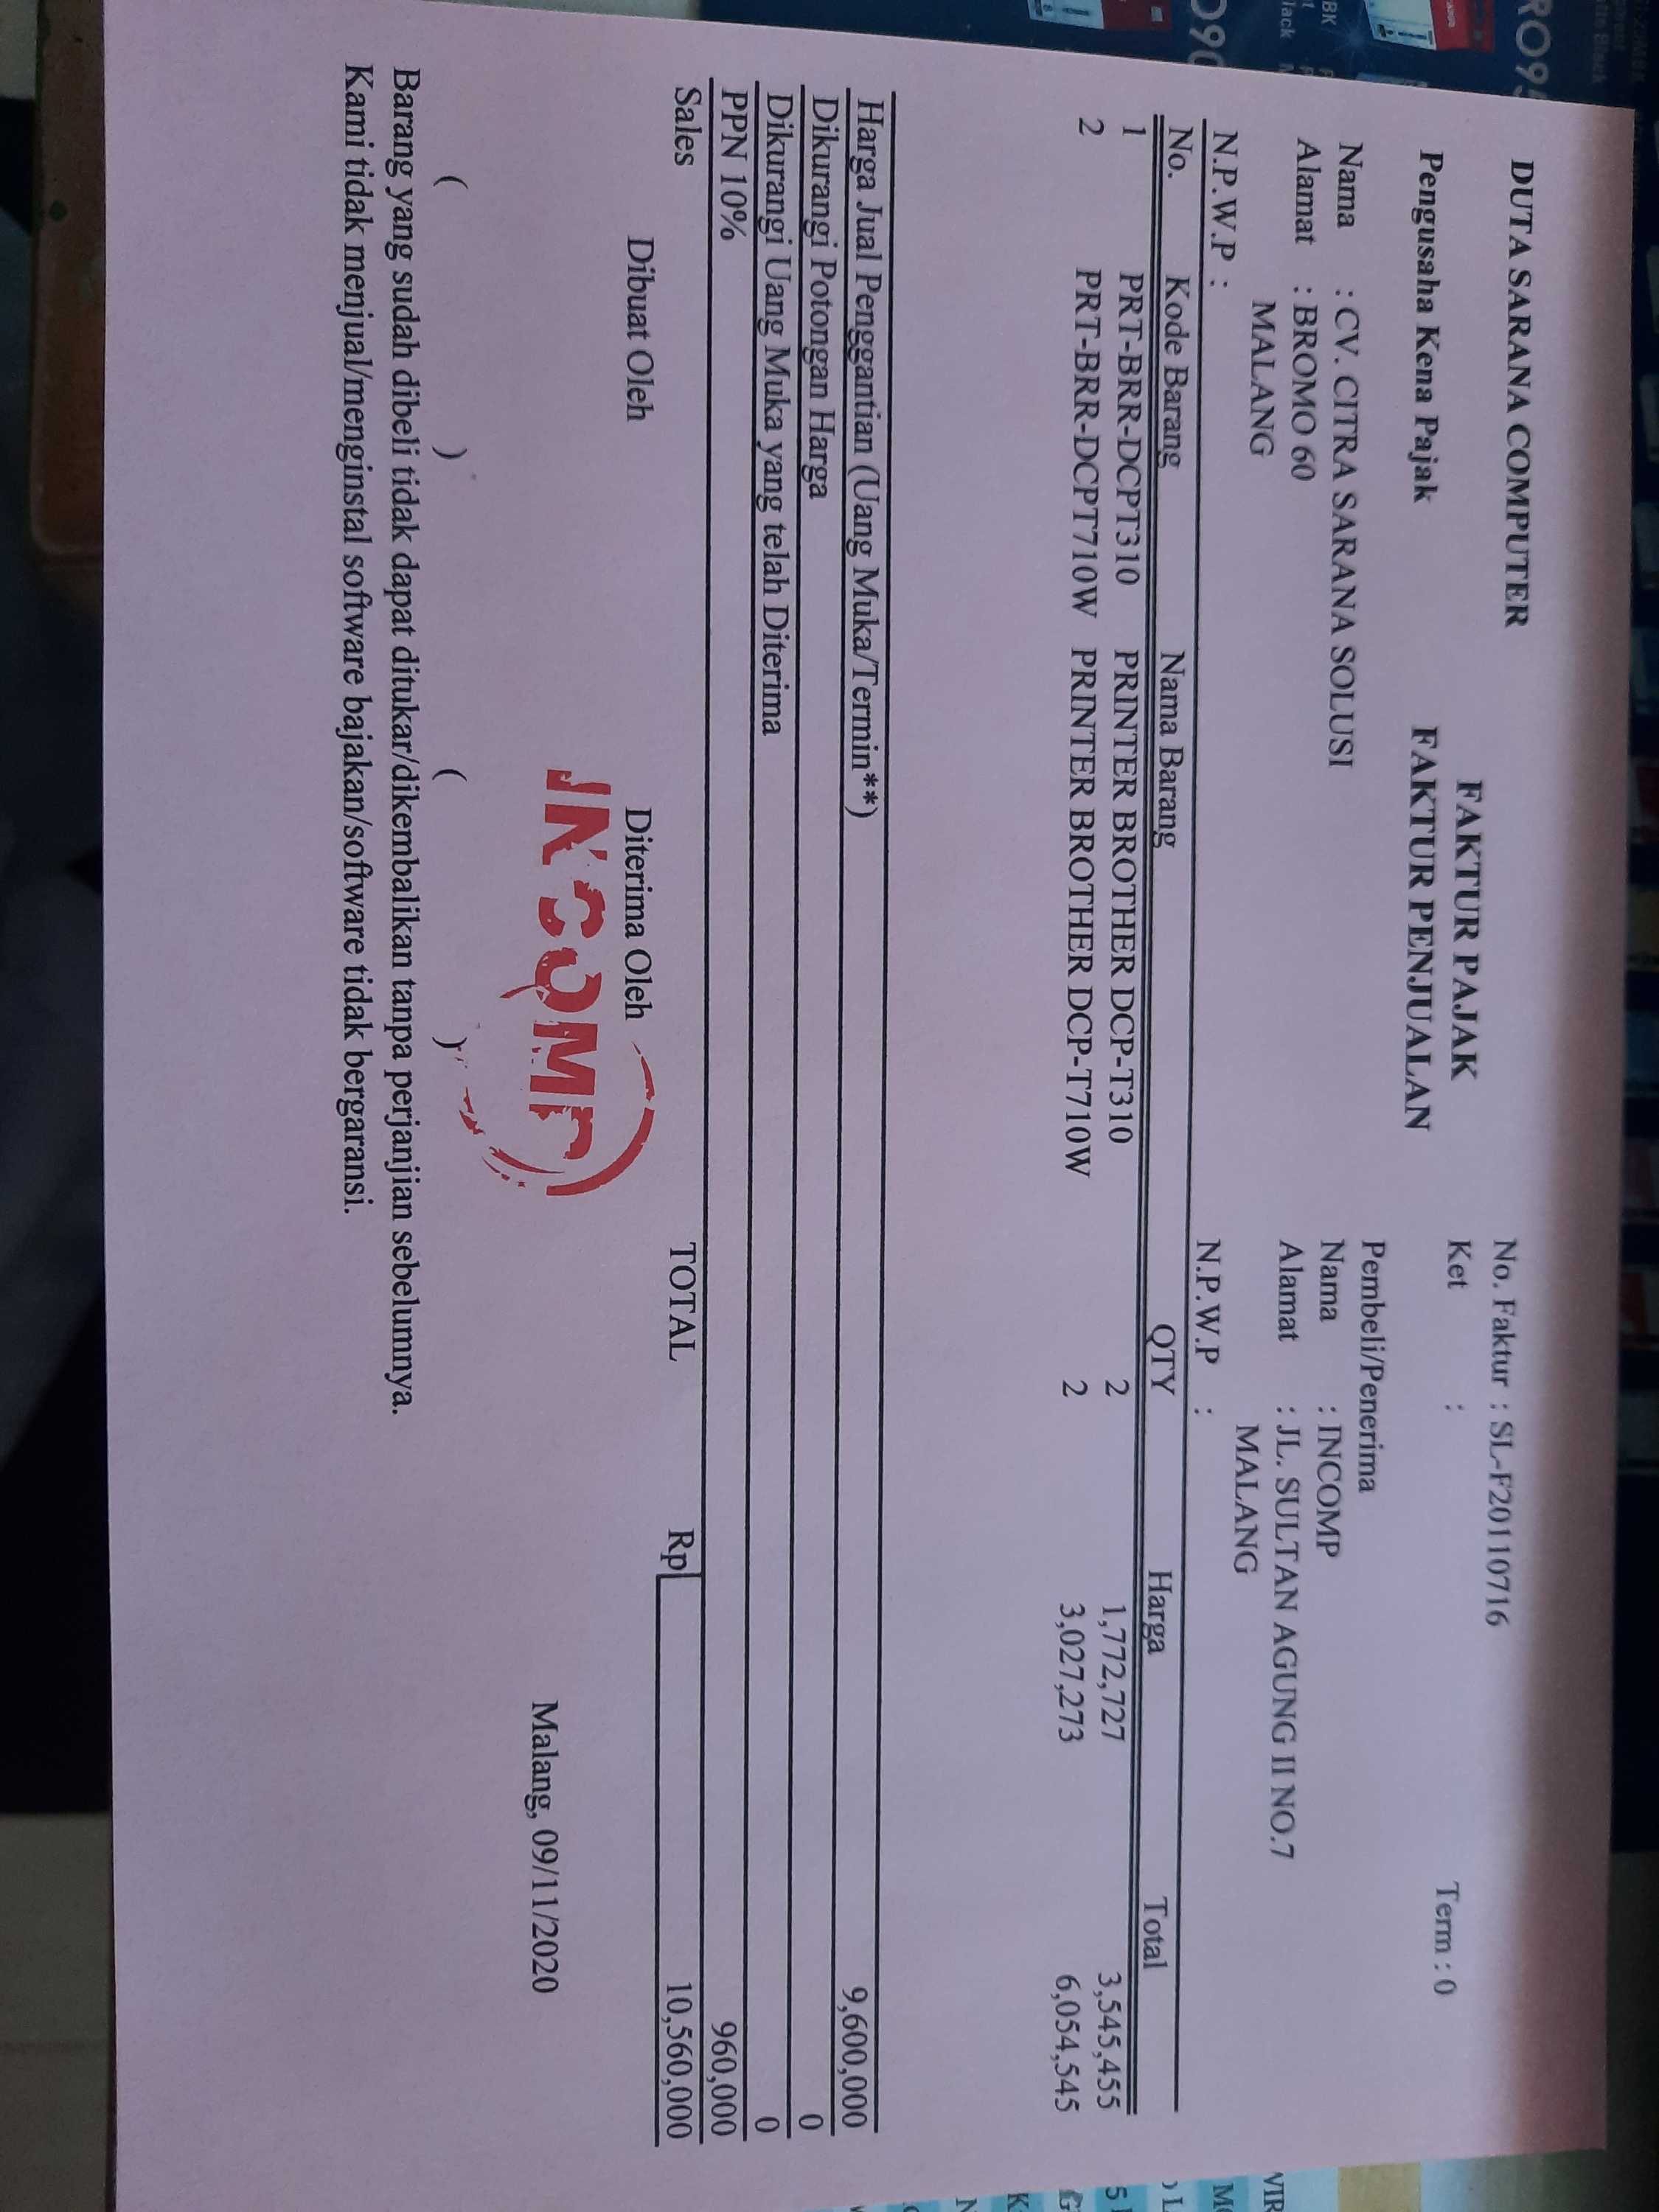 DUTA SARANA COMPUTER
No. Faktur : SL-F20110716
FAKTUR PAJAK
Ket :
Term : 0
Pengusaha Kena Pajak
FAKTUR PENJUALAN
Pembeli/Penerima
Nama : CV. CITRA SARANA SOLUSI
Nama : INCOMP
Alamat : BROMO 60
Alamat : JL. SULTAN AGUNG II NO.7
MALANG
MALANG
N.P.W.P :
N.P.W.P :
No. Kode Barang Nama Barang QTY Harga Total
1 PRT-BRR-DCPT310 PRINTER BROTHER DCP-T310 2 1,772,727 3,545,455
2 PRT-BRR-DCPT710W PRINTER BROTHER DCP-T710W 2 3,027,273 6,054,545
Harga Jual Penggantian (Uang Muka/Termin**) 9,600,000
Dikurangi Potongan Harga 0
Dikurangi Uang Muka yang telah Diterima 0
PPN 10% 960,000
Sales TOTAL Rp 10,560,000
Dibuat Oleh Diterima Oleh
INCOMP
Malang, 09/11/2020
( ) ( )
Barang yang sudah dibeli tidak dapat ditukar/dikembalikan tanpa perjanjian sebelumnya.
Kami tidak menjual/menginstal software bajakan/software tidak bergaransi.